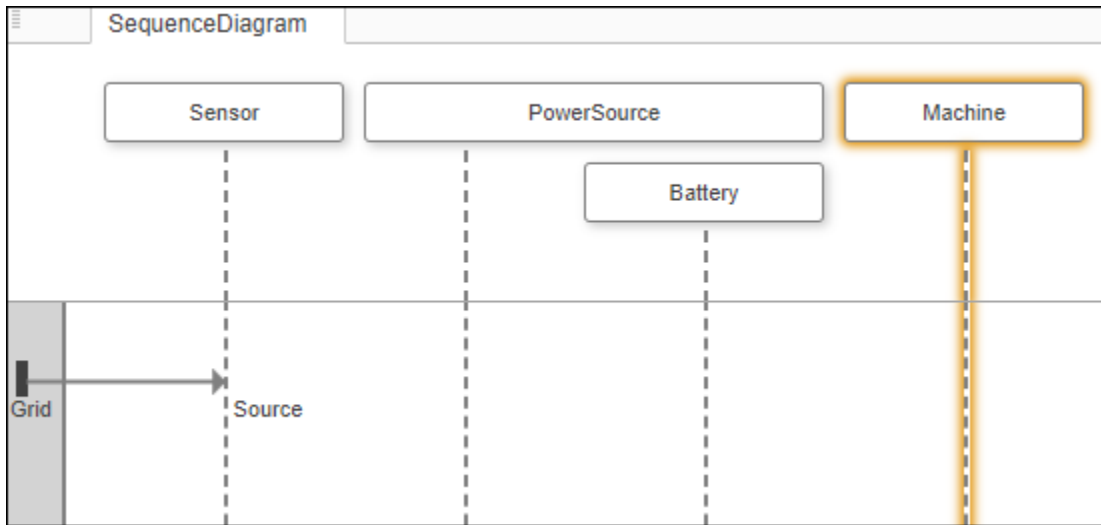 SequenceDiagram
Sensor
PowerSource
Machine
Battery
Grid
Source